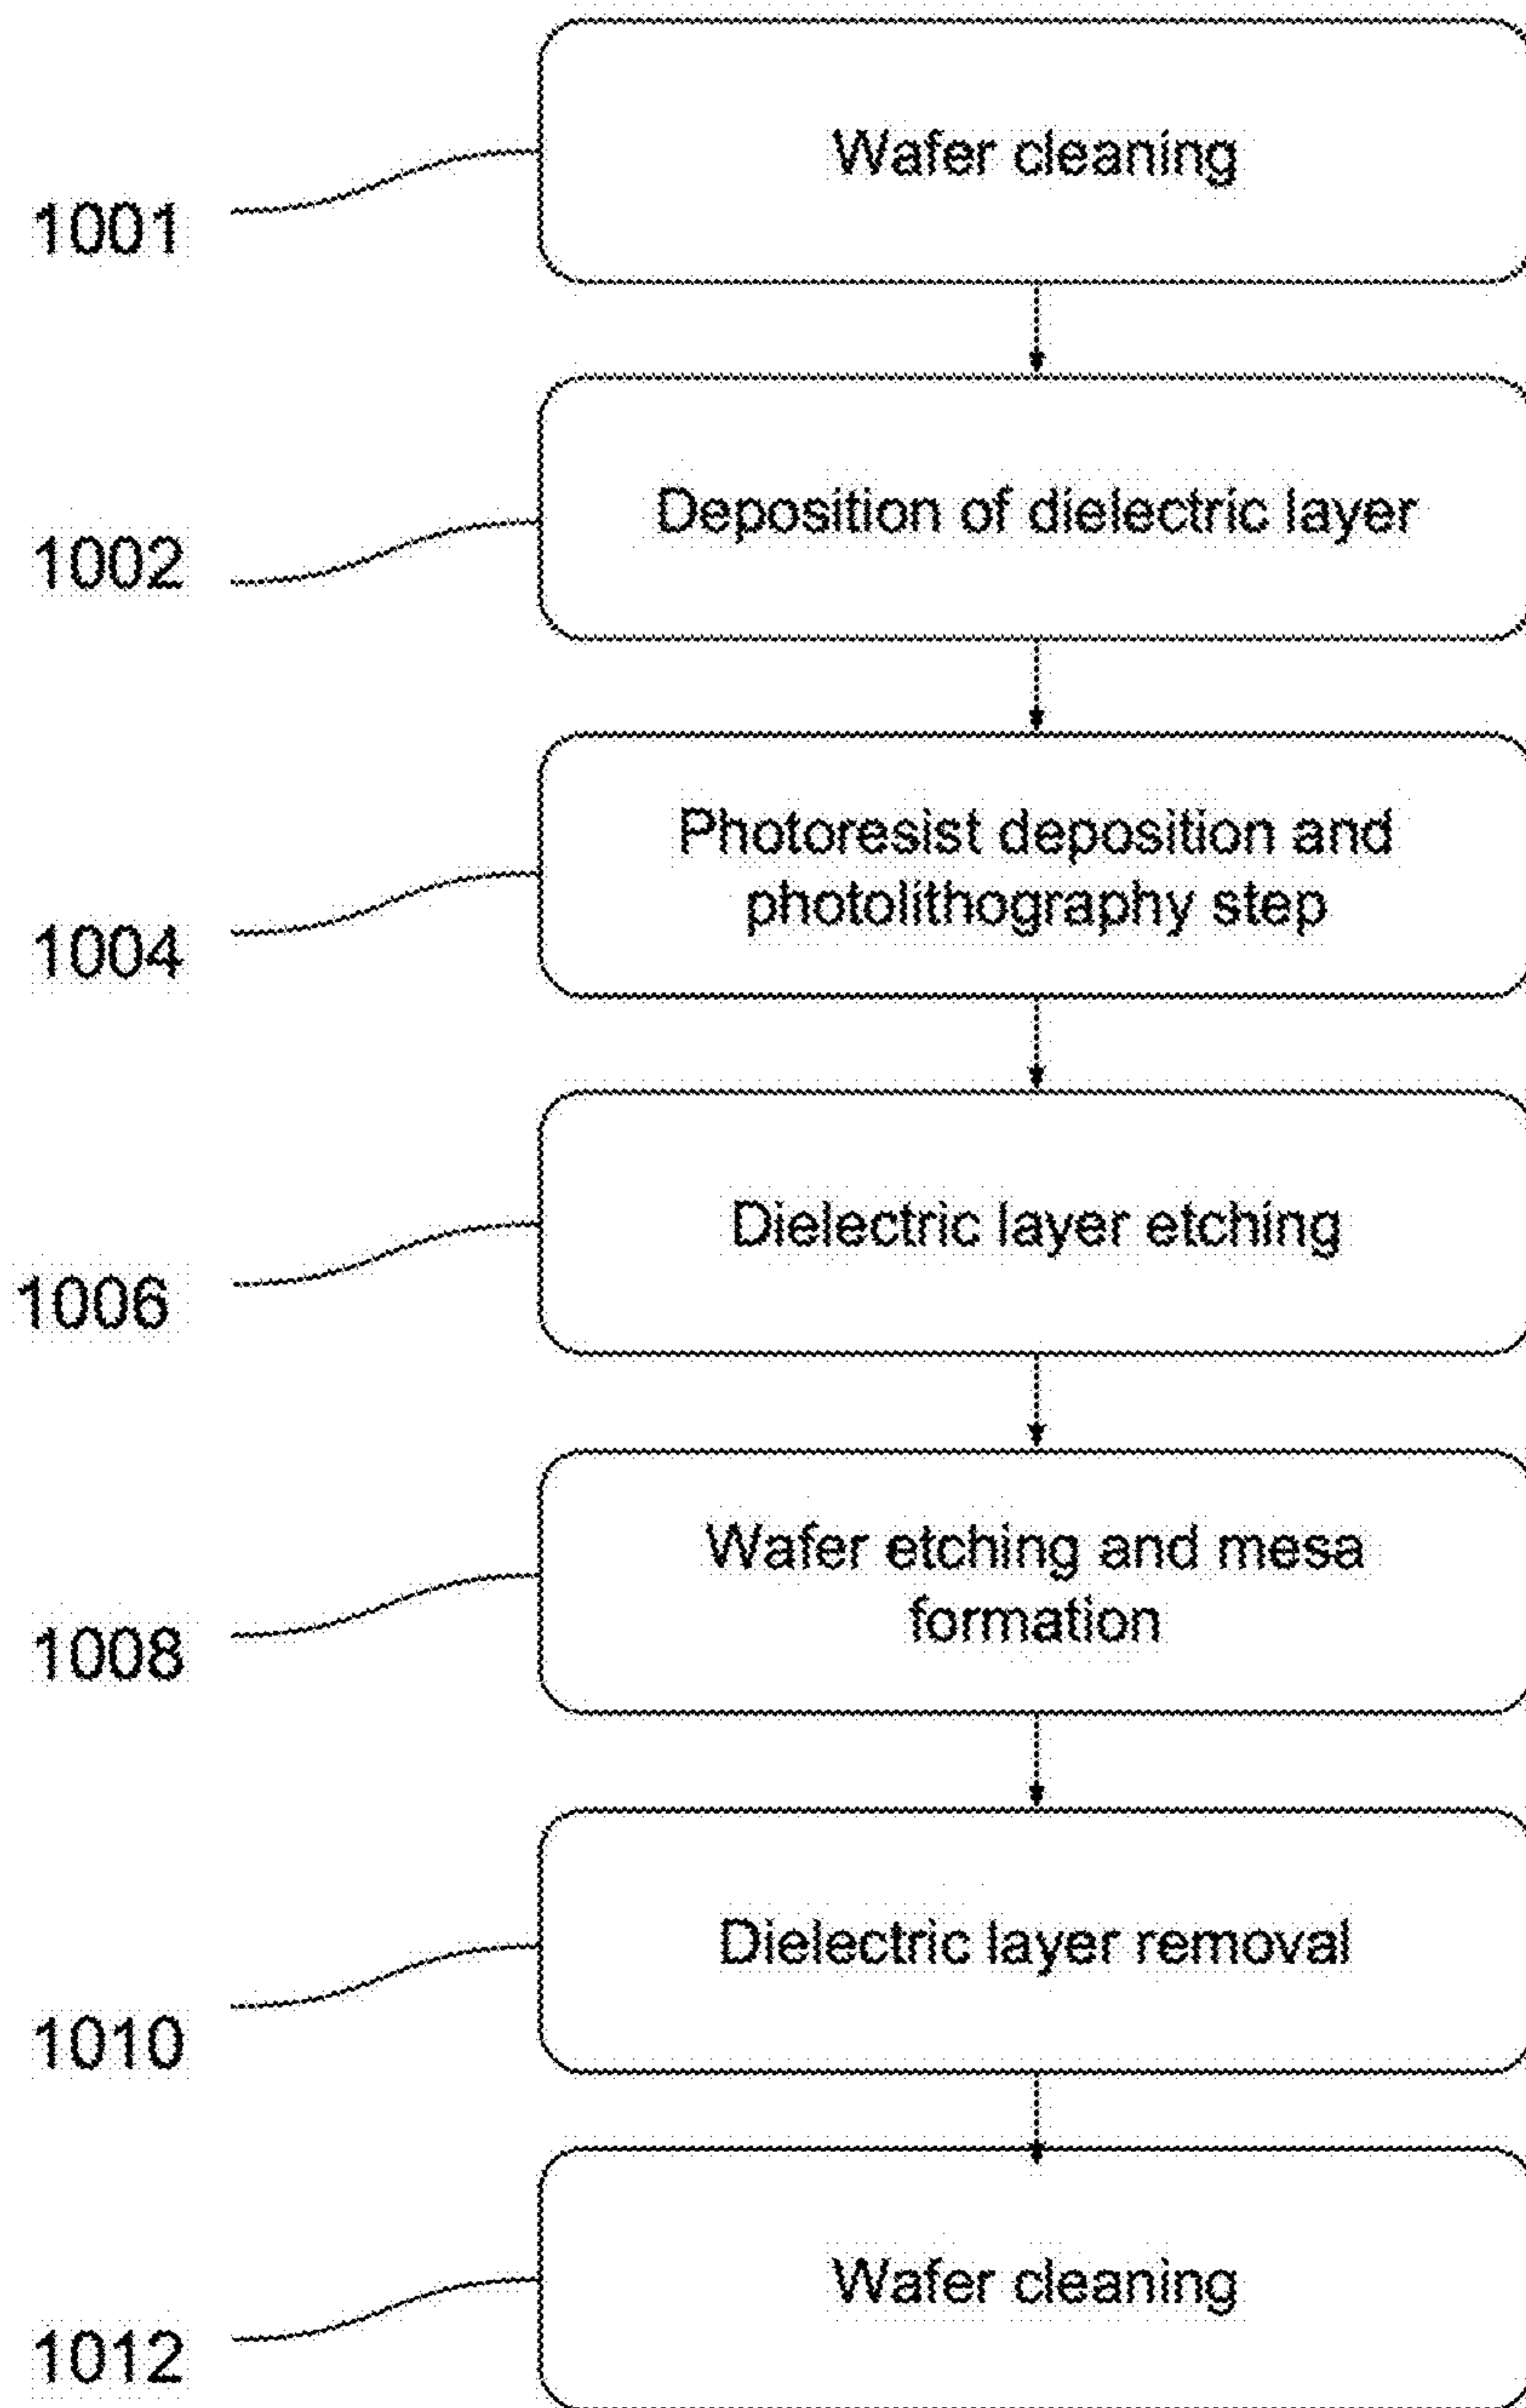 Wafer cleaning
1001
Deposition of dielectric layer
1002
Photoresist deposition and
photolithography step
1004
Dielectric layer etching
1006
Wafer etching and mesa
formation
1008
Dielectric layer removal
1010
Wafer cleaning
1012